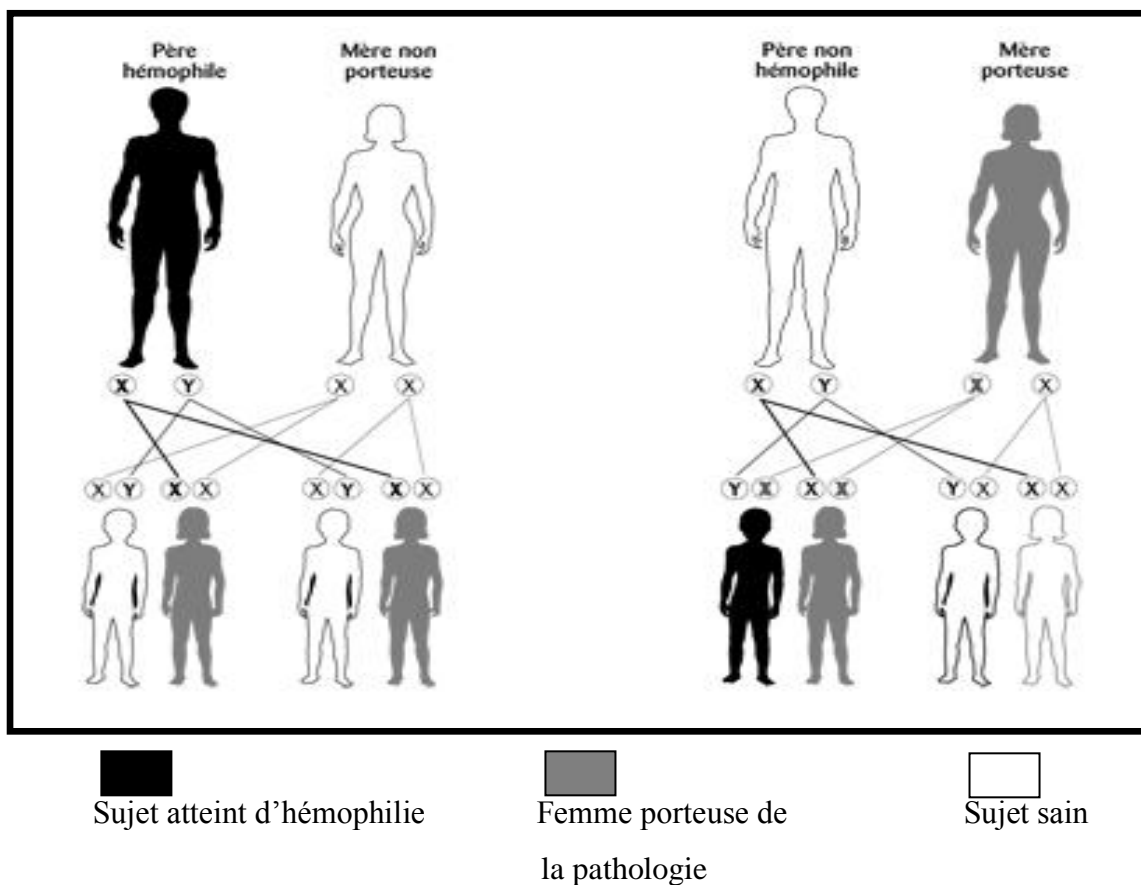 Père hémophile
Mère non porteuse
Père non hémophile
Mère porteuse
X Y X X
X Y X X
X Y X X X Y X X
Y X X X Y X X X
Sujet atteint d'hémophilie
Femme porteuse de
la pathologie
Sujet sain